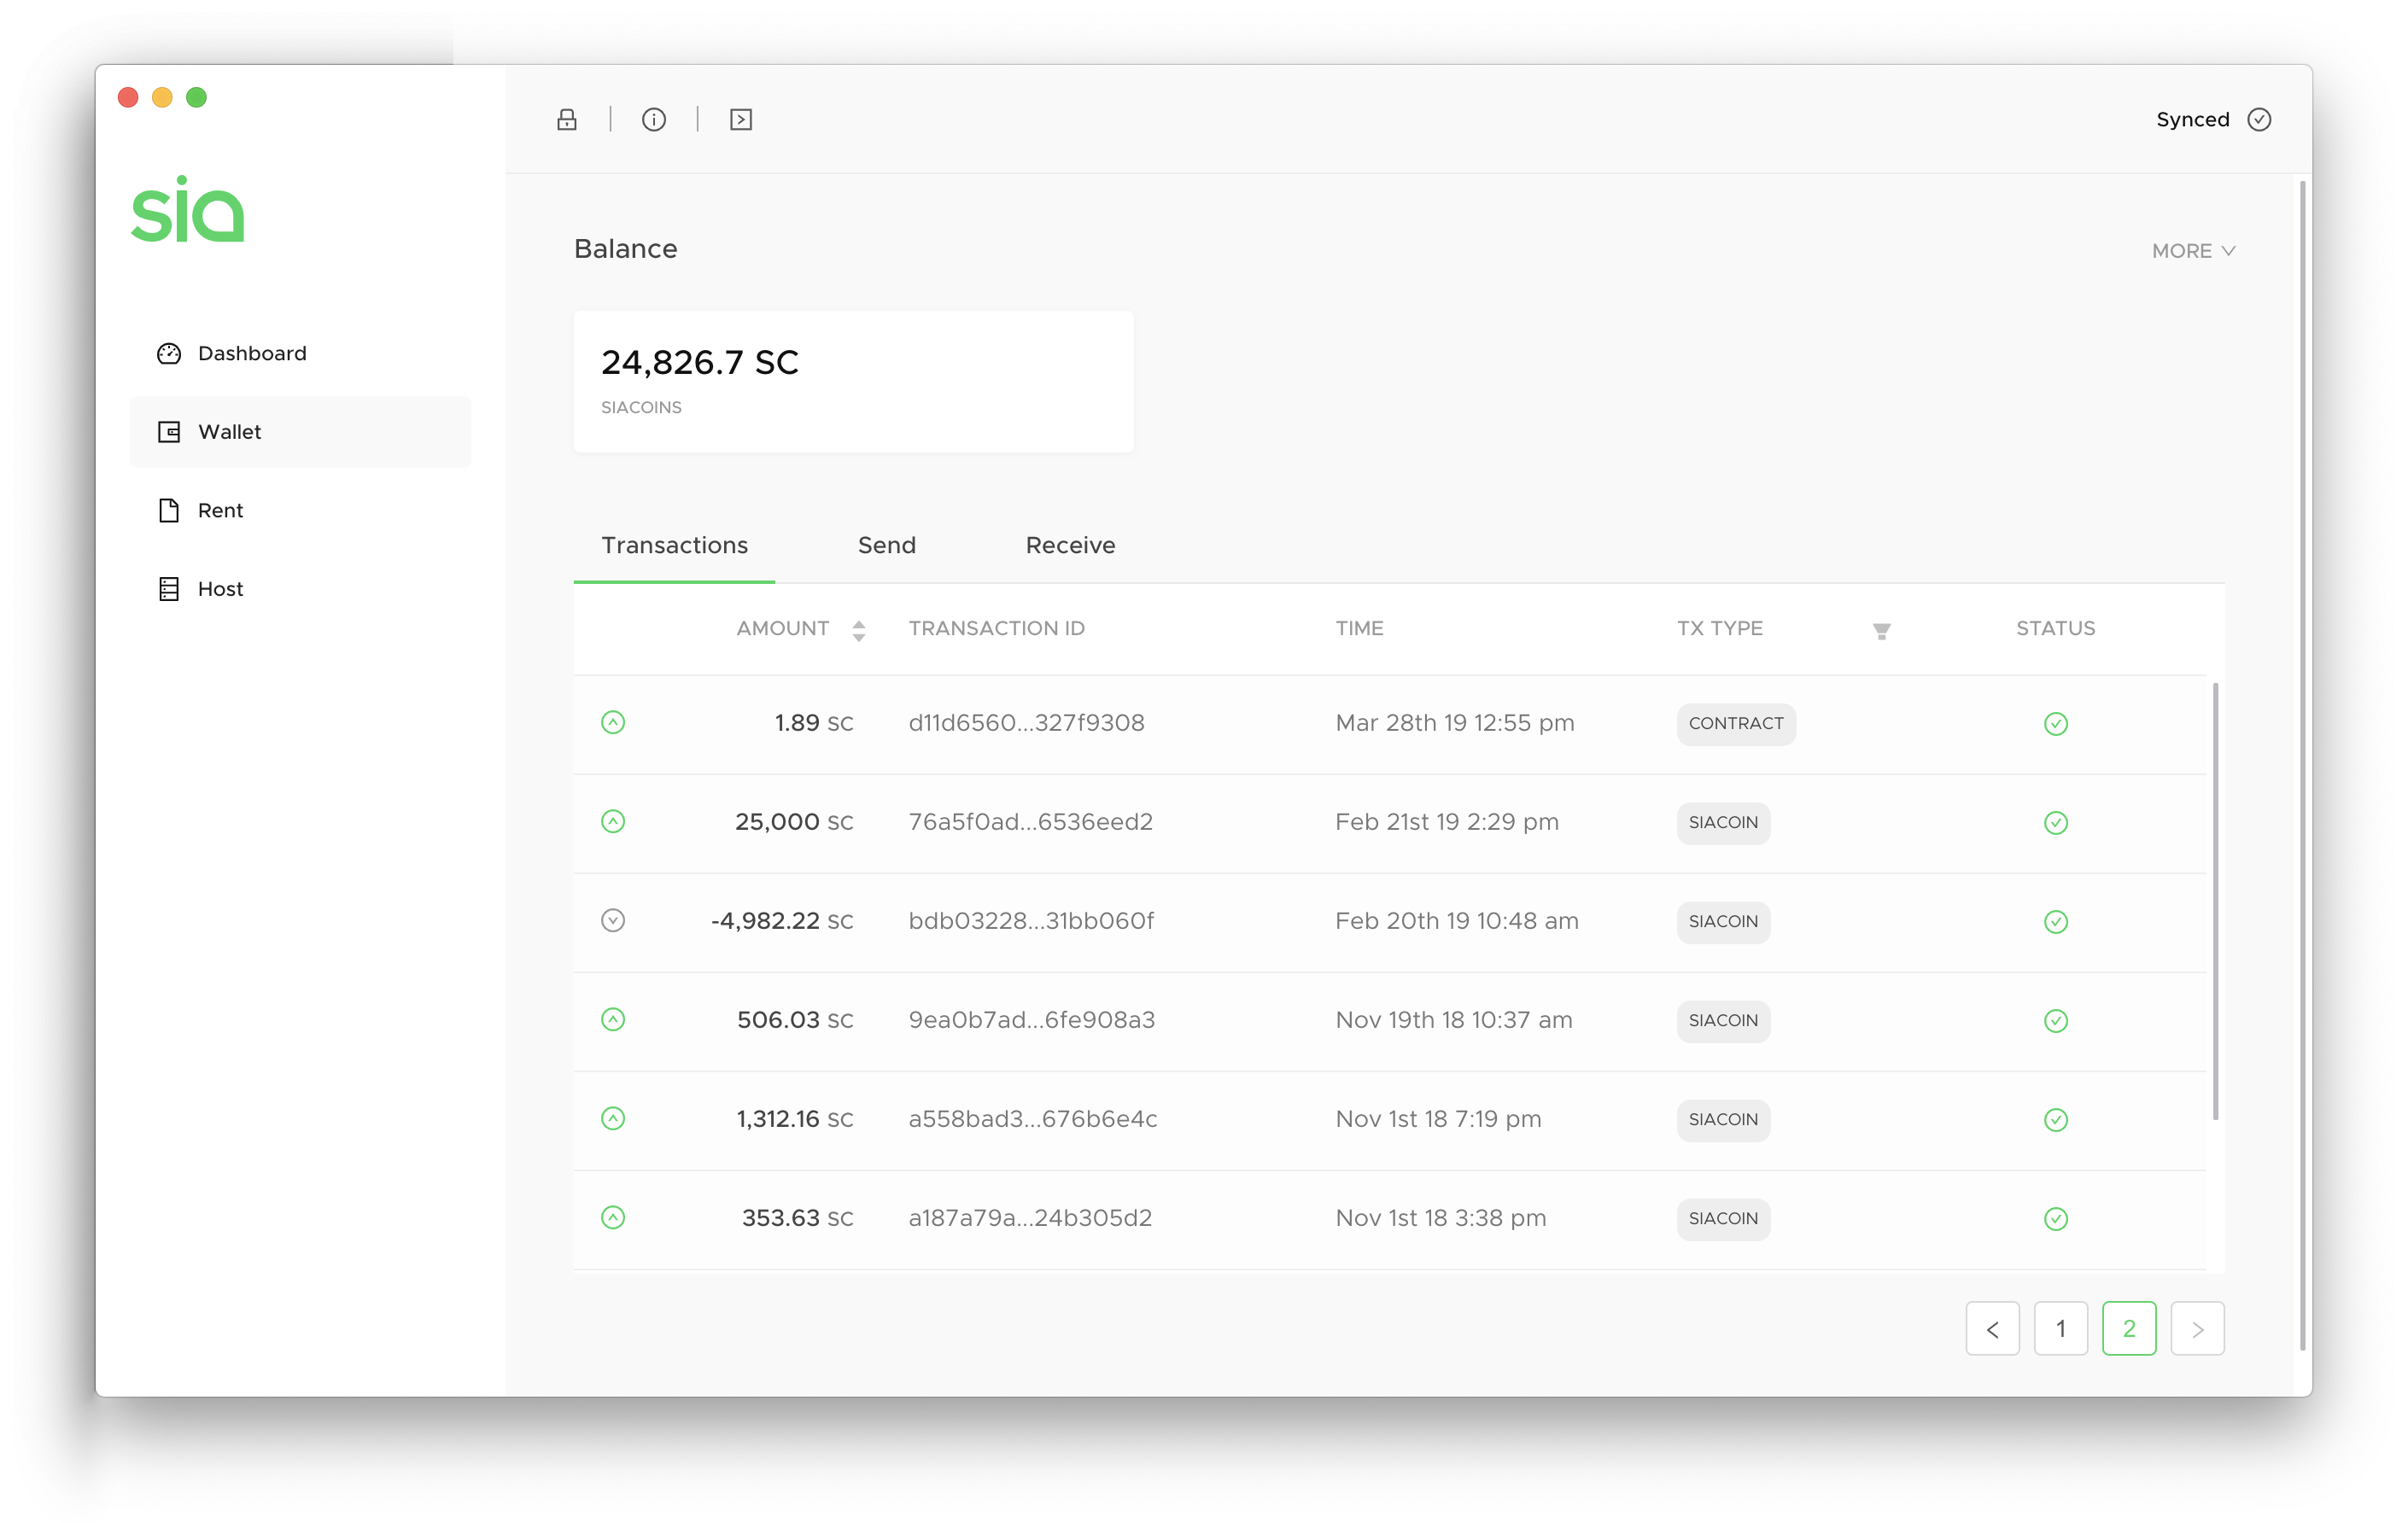 sia
Synced
Dashboard
Wallet
Rent
Host
Balance
MORE
24,826.7 SC
SIACOINS
Transactions Send Receive
AMOUNT TRANSACTION ID TIME TX TYPE STATUS
1.89 SC d11d6560...327f9308 Mar 28th 19 12:55 pm CONTRACT
25,000 SC 76a5f0ad...6536eed2 Feb 21st 19 2:29 pm SIACOIN
-4,982.22 SC bdb03228...31bb060f Feb 20th 19 10:48 am SIACOIN
506.03 SC 9ea0b7ad...6fe908a3 Nov 19th 18 10:37 am SIACOIN
1,312.16 SC a558bad3...676b6e4c Nov 1st 18 7:19 pm SIACOIN
353.63 SC a187a79a...24b305d2 Nov 1st 18 3:38 pm SIACOIN
< 1 2 >